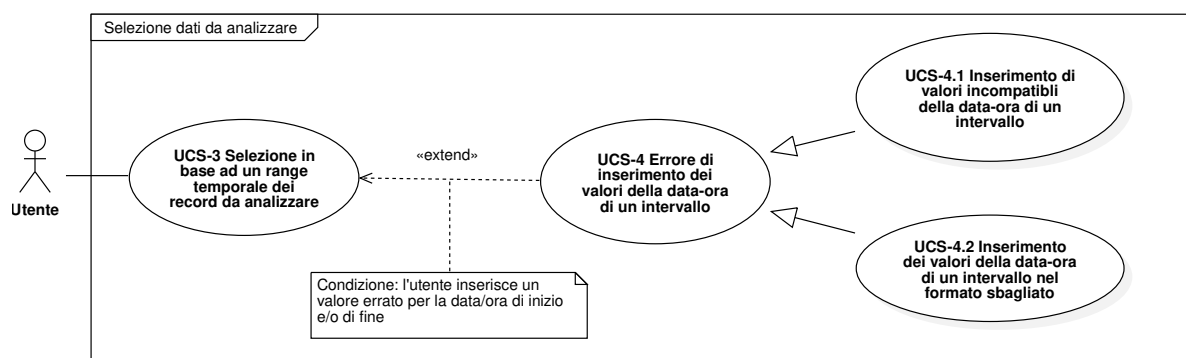 Selezione dati da analizzare
UCS-4.1 Inserimento di
valori incompatibli
della data-ora di un
intervallo
Utente
UCS-3 Selezione in
base ad un range
temporale dei
record da analizzare
«extend»
UCS-4 Errore di
inserimento dei
valori della data-ora
di un intervallo
UCS-4.2 Inserimento
dei valori della data-ora
di un intervallo nel
formato sbagliato
Condizione: l'utente inserisce un
valore errato per la data/ora di inizio
e/o di fine